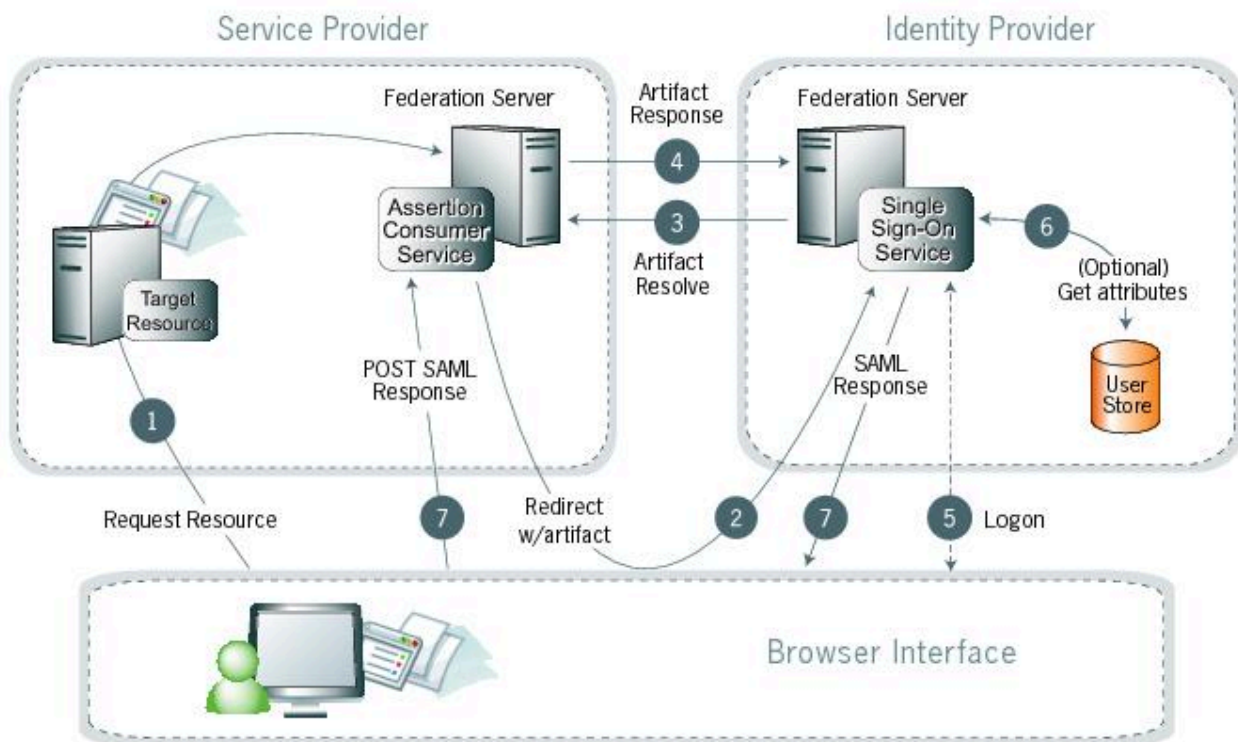 Service Provider
Identity Provider
Federation Server
Artifact
Response
Federation Server
4
Assertion
Consumer
Service
3
Artifact
Resolve
Single
Sign-On
Service
6
(Optional)
Get attributes
Target
Resource
POST SAML
Response
SAML
Response
User
Store
1
Request Resource
7
Redirect
w/artifact
2
7
5
Logon
Browser Interface